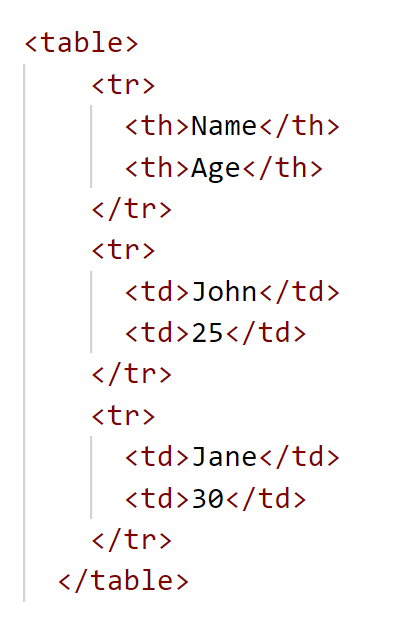 <table>
    <tr>
      <th>Name</th>
      <th>Age</th>
    </tr>
    <tr>
      <td>John</td>
      <td>25</td>
    </tr>
    <tr>
      <td>Jane</td>
      <td>30</td>
    </tr>
  </table>